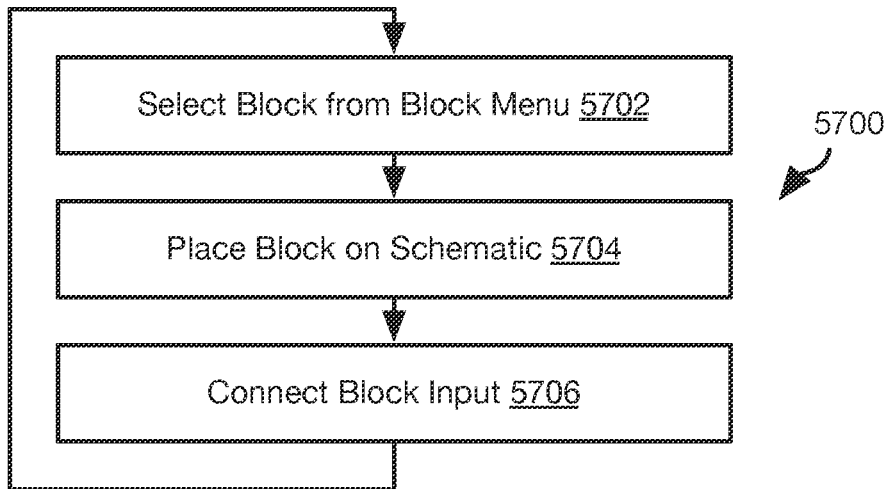 Select Block from Block Menu 5702
5700
Place Block on Schematic 5704
Connect Block Input 5706